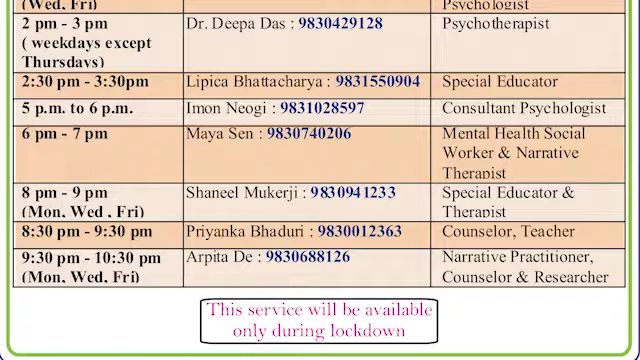 (Wed, Fri) Psychologist
2 pm - 3 pm Dr. Deepa Das : 9830429128 Psychotherapist
( weekdays except
Thursdays)
2:30 pm - 3:30pm Lipica Bhattacharya : 9831550904 Special Educator
5 p.m. to 6 p.m. Imon Neogi : 9831028597 Consultant Psychologist
6 pm - 7 pm Maya Sen : 9830740206 Mental Health Social
Worker & Narrative
Therapist
8 pm - 9 pm Shaneel Mukerji : 9830941233 Special Educator &
(Mon, Wed , Fri) Therapist
8:30 pm - 9:30 pm Priyanka Bhaduri : 9830012363 Counselor, Teacher
9:30 pm - 10:30 pm Arpita De : 9830688126 Narrative Practitioner,
(Mon, Wed, Fri) Counselor & Researcher
This service will be available
only during lockdown